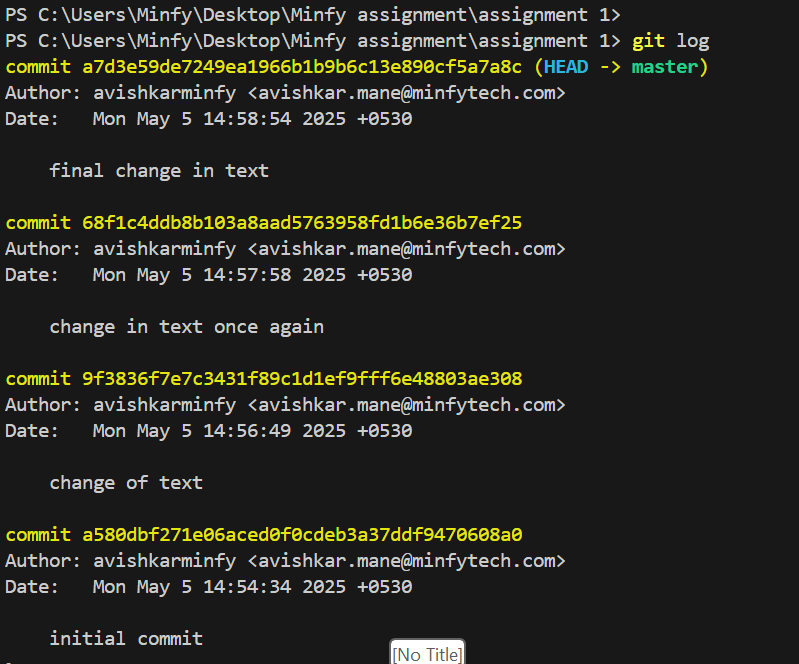 PS C:\Users\Minfy\Desktop\Minfy assignment\assignment 1>
PS C:\Users\Minfy\Desktop\Minfy assignment\assignment 1> git log
commit a7d3e59de7249ea1966b1b9b6c13e890cf5a7a8c (HEAD -> master)
Author: avishkarminfy <avishkar.mane@minfytech.com>
Date:   Mon May 5 14:58:54 2025 +0530
final change in text
commit 68f1c4ddb8b103a8aad5763958fd1b6e36b7ef25
Author: avishkarminfy <avishkar.mane@minfytech.com>
Date:   Mon May 5 14:57:58 2025 +0530
change in text once again
commit 9f3836f7e7c3431f89c1d1ef9fff6e48803ae308
Author: avishkarminfy <avishkar.mane@minfytech.com>
Date:   Mon May 5 14:56:49 2025 +0530
change of text
commit a580dbf271e06aced0f0cdeb3a37ddf9470608a0
Author: avishkarminfy <avishkar.mane@minfytech.com>
Date:   Mon May 5 14:54:34 2025 +0530
initial commit
[No Title]